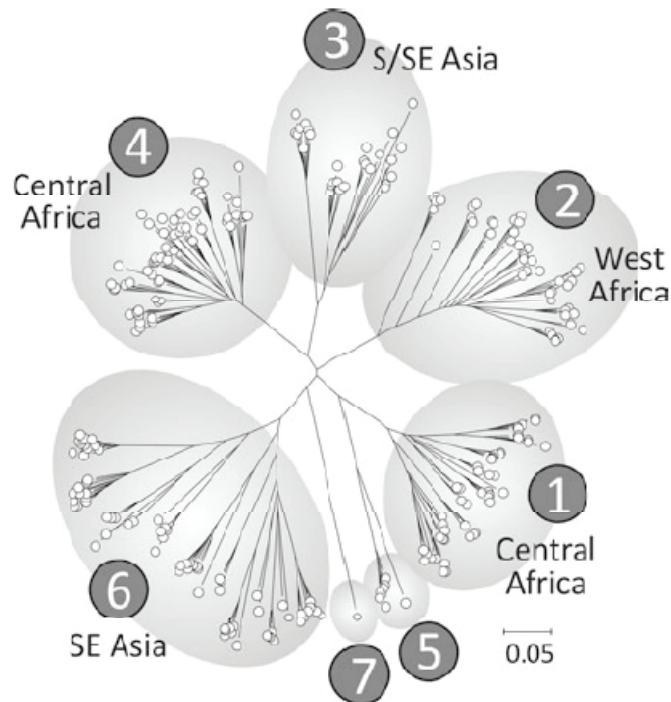 3
S/SE Asia
4
Central
Africa
2
West
Africa
1
Central
Africa
6
SE Asia
5
7
0.05